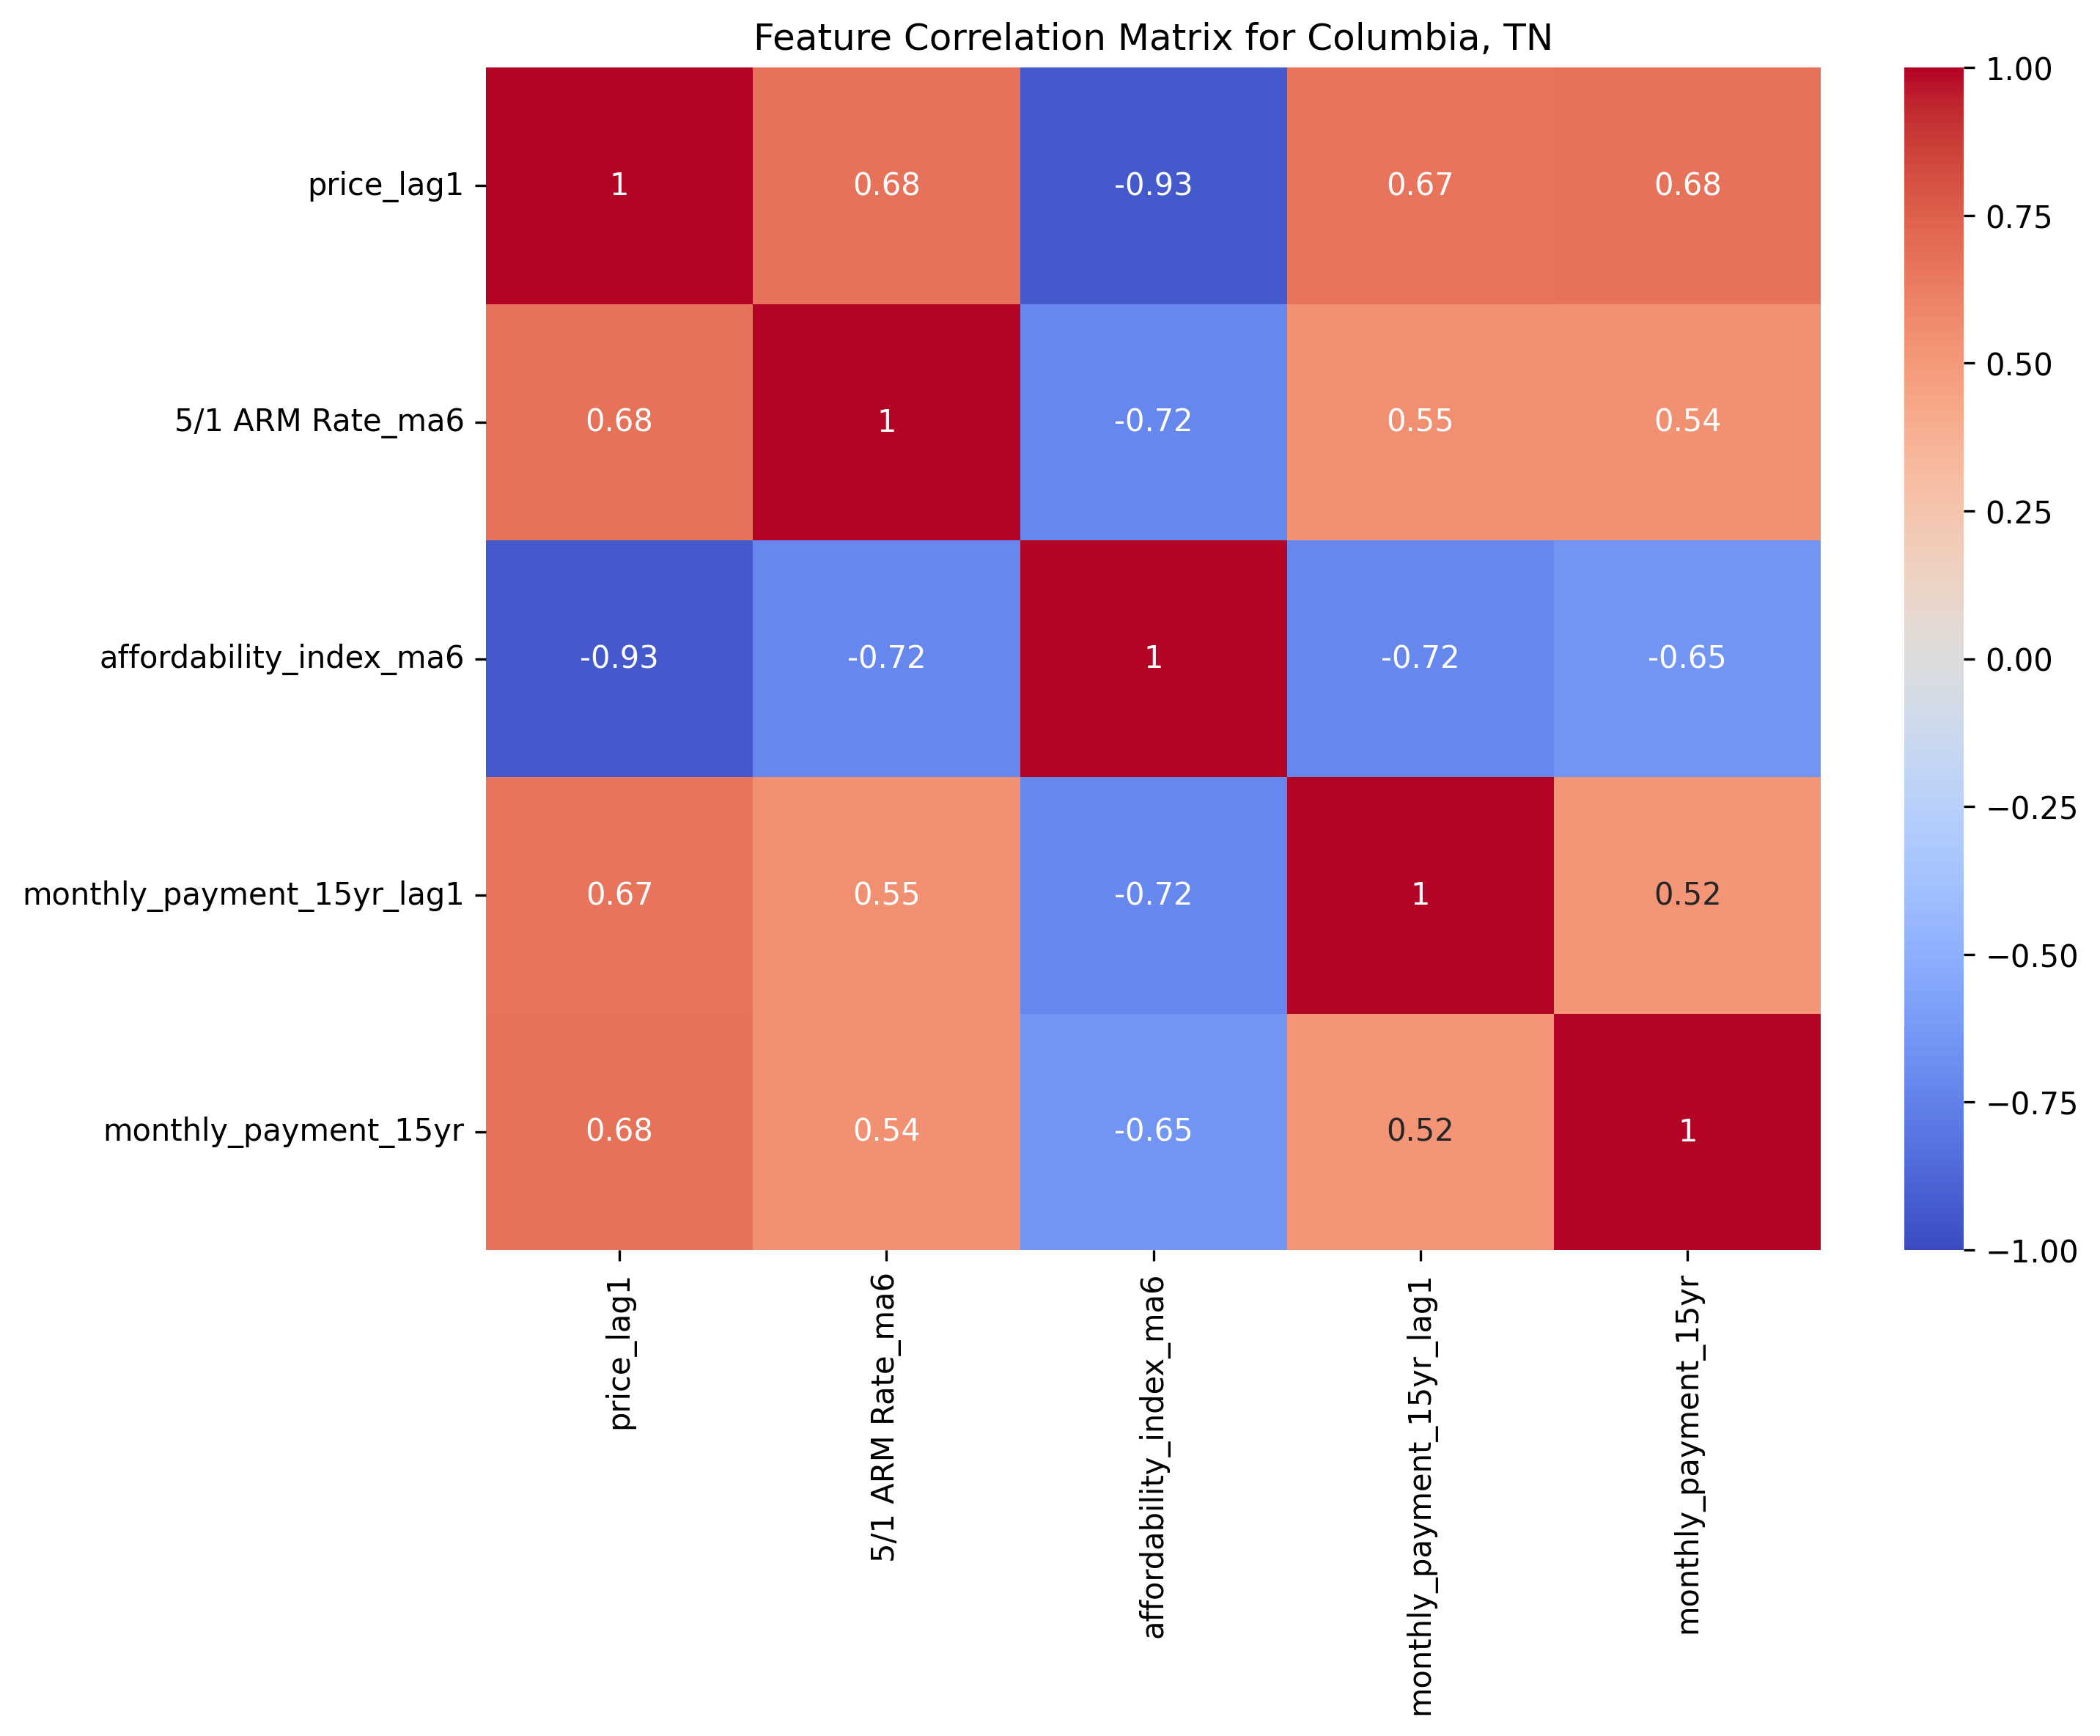 Feature Correlation Matrix for Columbia, TN
price_lag1 1 0.68 -0.93 0.67 0.68
5/1 ARM Rate_ma6 0.68 1 -0.72 0.55 0.54
affordability_index_ma6 -0.93 -0.72 1 -0.72 -0.65
monthly_payment_15yr_lag1 0.67 0.55 -0.72 1 0.52
monthly_payment_15yr 0.68 0.54 -0.65 0.52 1
price_lag1
5/1 ARM Rate_ma6
affordability_index_ma6
monthly_payment_15yr_lag1
monthly_payment_15yr
1.00
0.75
0.50
0.25
0.00
−0.25
−0.50
−0.75
−1.00